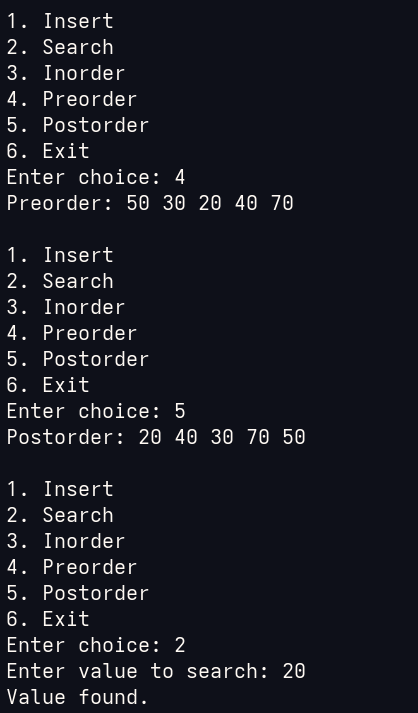 1. Insert
2. Search
3. Inorder
4. Preorder
5. Postorder
6. Exit
Enter choice: 4
Preorder: 50 30 20 40 70

1. Insert
2. Search
3. Inorder
4. Preorder
5. Postorder
6. Exit
Enter choice: 5
Postorder: 20 40 30 70 50

1. Insert
2. Search
3. Inorder
4. Preorder
5. Postorder
6. Exit
Enter choice: 2
Enter value to search: 20
Value found.